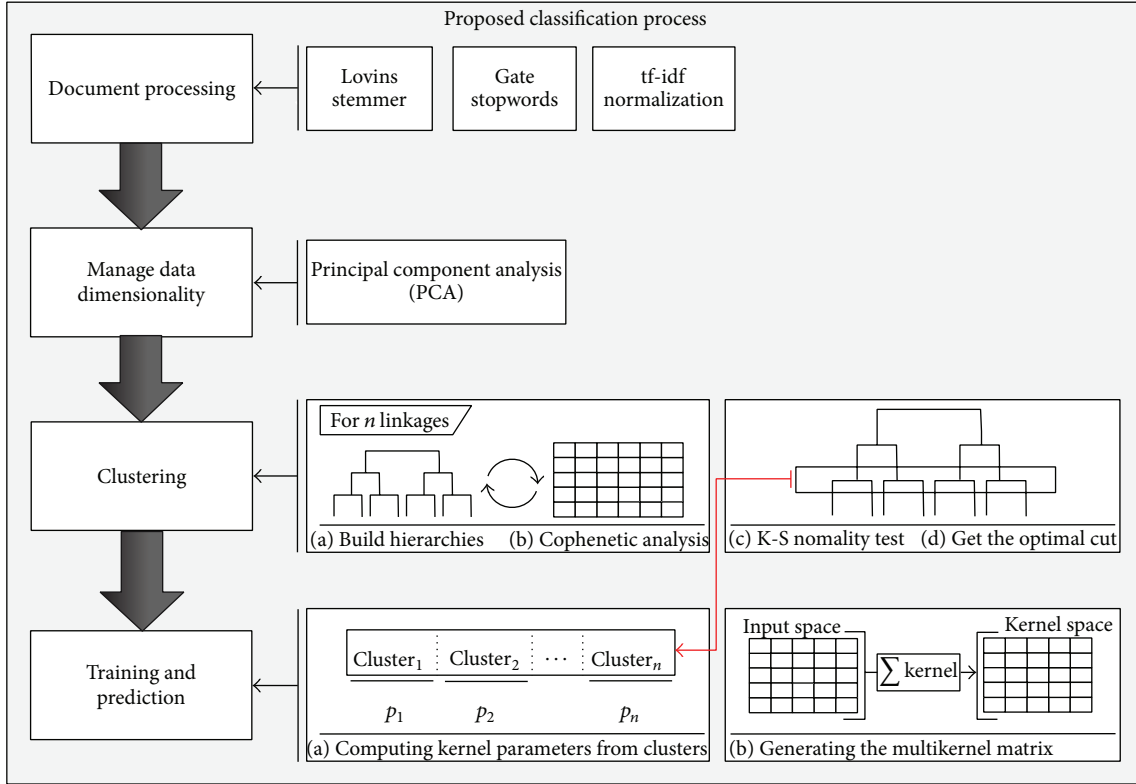 Proposed classification process
Document processing
Lovins
stemmer
Gate
stopwords
tf-idf
normalization
Manage data
dimensionality
Principal component analysis
(PCA)
Clustering
For n linkages
(a) Build hierarchies
(b) Cophenetic analysis
(c) K-S nomality test
(d) Get the optimal cut
Training and
prediction
Cluster₁
Cluster₂
⋯
Clusterₙ
p₁
p₂
pₙ
(a) Computing kernel parameters from clusters
Input space
∑ kernel
Kernel space
(b) Generating the multikernel matrix